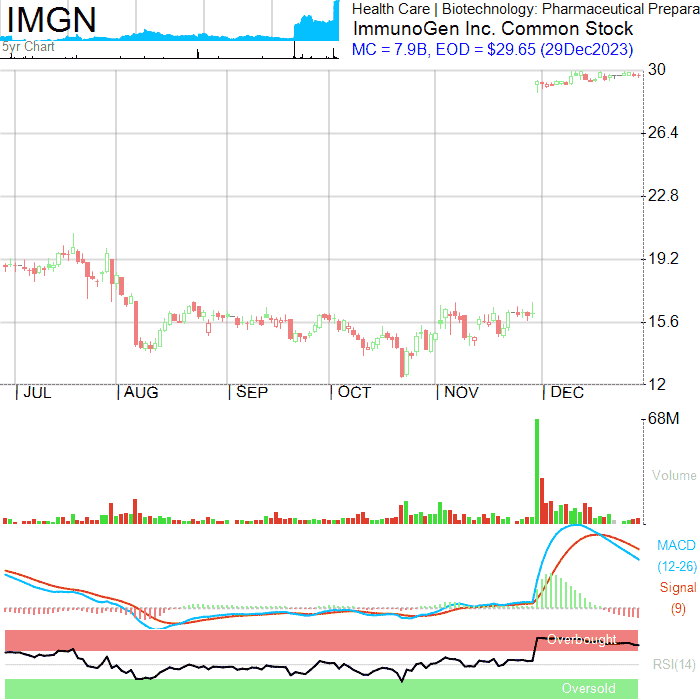 IMGN
5yr Chart
Health Care | Biotechnology: Pharmaceutical Prepara
ImmunoGen Inc. Common Stock
MC = 7.9B, EOD = $29.65 (29Dec2023)
30
26.4
22.8
19.2
15.6
12
JUL
AUG
SEP
OCT
NOV
DEC
68M
Volume
MACD
(12-26)
Signal
(9)
Overbought
RSI(14)
Oversold